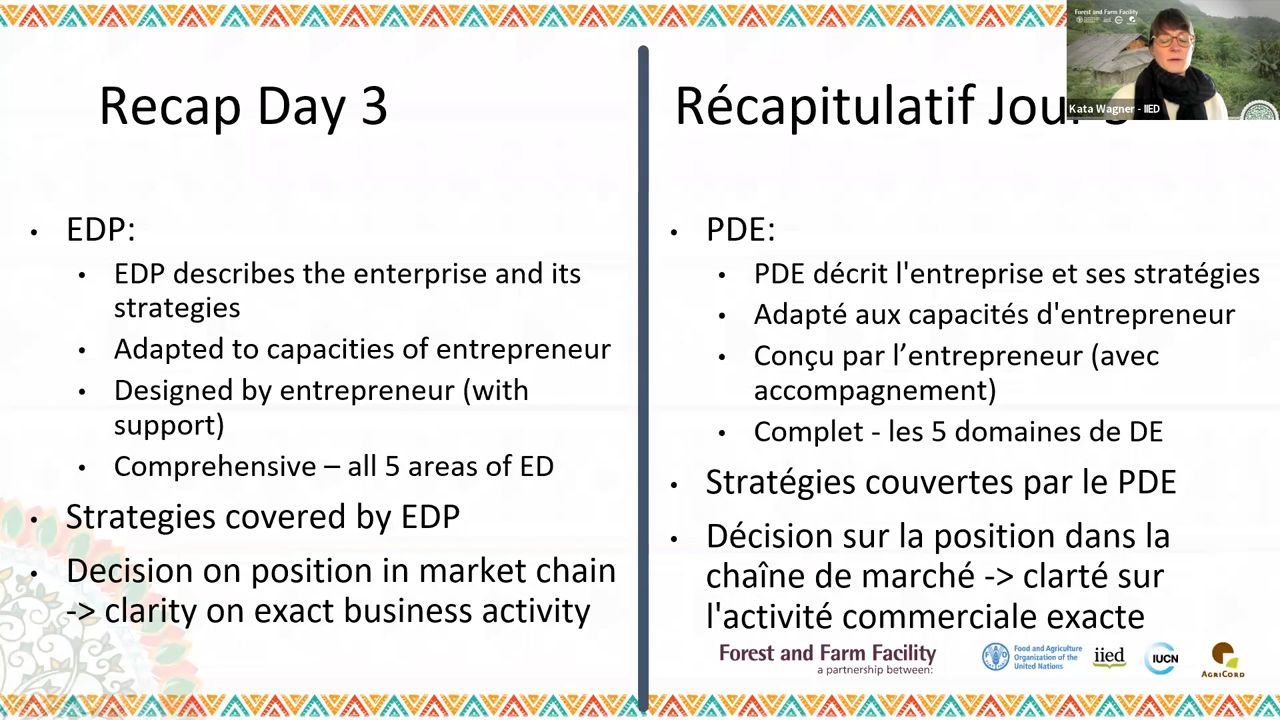 Recap Day 3
EDP:
EDP describes the enterprise and its
strategies
Adapted to capacities of entrepreneur
Designed by entrepreneur (with
support)
Comprehensive – all 5 areas of ED
Strategies covered by EDP
Decision on position in market chain
-> clarity on exact business activity
Récapitulatif
PDE:
PDE décrit l'entreprise et ses stratégies
Adapté aux capacités d'entrepreneur
Conçu par l’entrepreneur (avec
accompagnement)
Complet - les 5 domaines de DE
Stratégies couvertes par le PDE
Décision sur la position dans la
chaîne de marché -> clarté sur
l'activité commerciale exacte
Forest and Farm Facility
Kata Wagner - IIED
Forest and Farm Facility
a partnership between:
Food and Agriculture
Organization of the
United Nations
iied
IUCN
AGRICORD